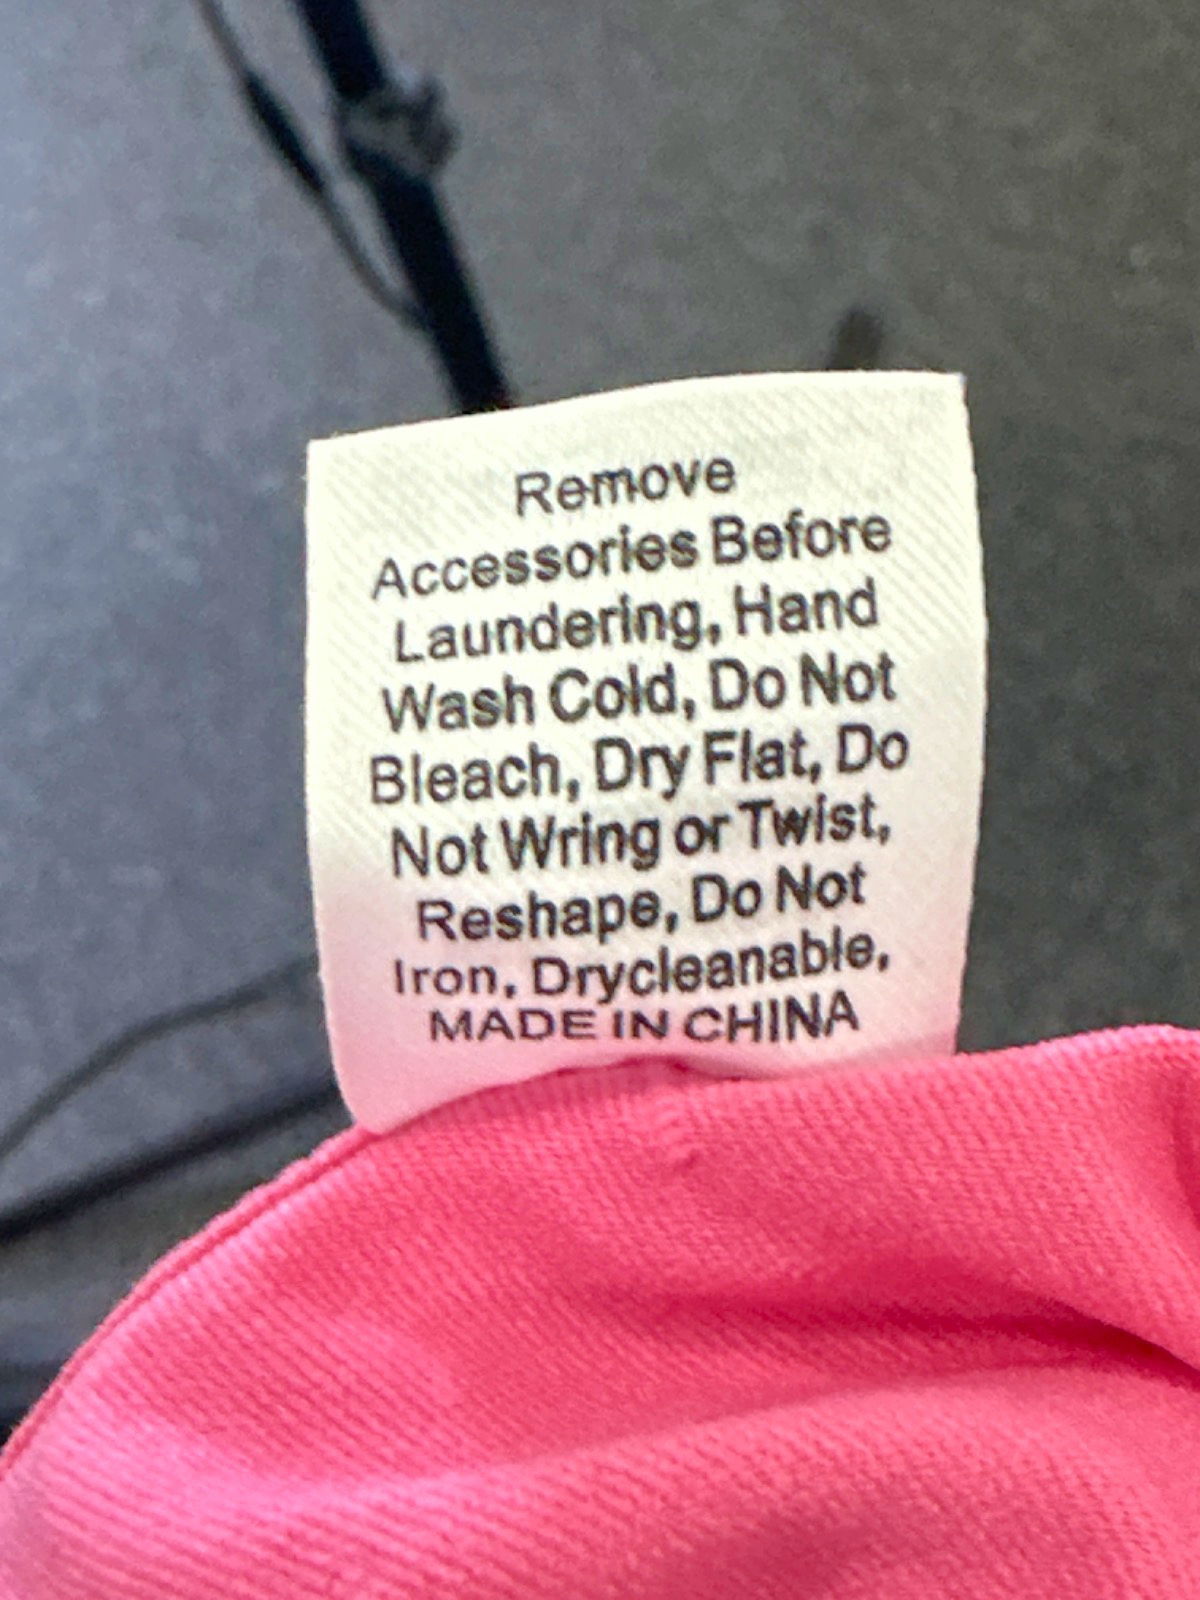 Remove
Accessories Before
Laundering, Hand
Wash Cold, Do Not
Bleach, Dry Flat, Do
Not Wring or Twist,
Reshape, Do Not
Iron, Drycleanable,
MADE IN CHINA